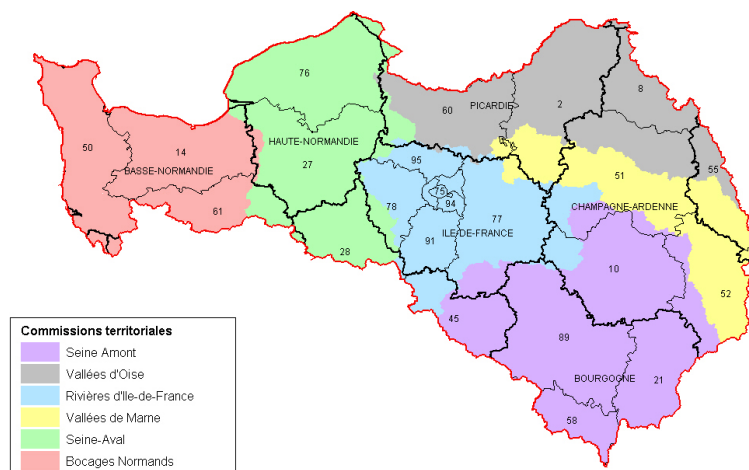 76
8
60
PICARDIE
2
50
14
HAUTE-NORMANDIE
95
55
BASSE-NORMANDIE
27
51
75
61
78
94
77
CHAMPAGNE-ARDENNE
91
ILE-DE-FRANCE
28
10
52
45
89
BOURGOGNE
21
58
Commissions territoriales
Seine Amont
Vallées d'Oise
Rivières d'Ile-de-France
Vallées de Marne
Seine-Aval
Bocages Normands